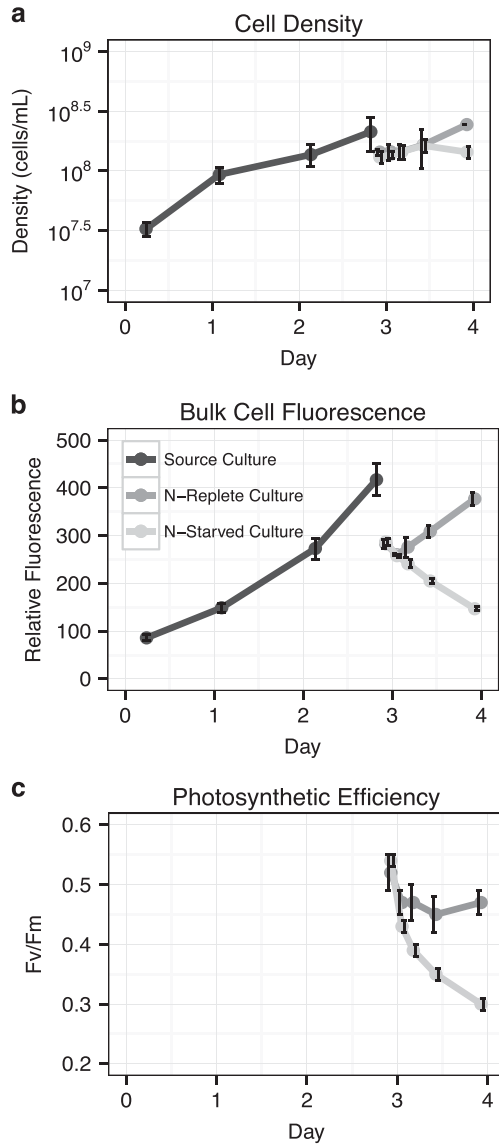 a
Cell Density
Density (cells/mL)
10^9
10^8.5
10^8
10^7.5
10^7
0 1 2 3 4
Day
b
Bulk Cell Fluorescence
Relative Fluorescence
500
400
300
200
100
0
Source Culture
N−Replete Culture
N−Starved Culture
0 1 2 3 4
Day
c
Photosynthetic Efficiency
Fv/Fm
0.6
0.5
0.4
0.3
0.2
0 1 2 3 4
Day